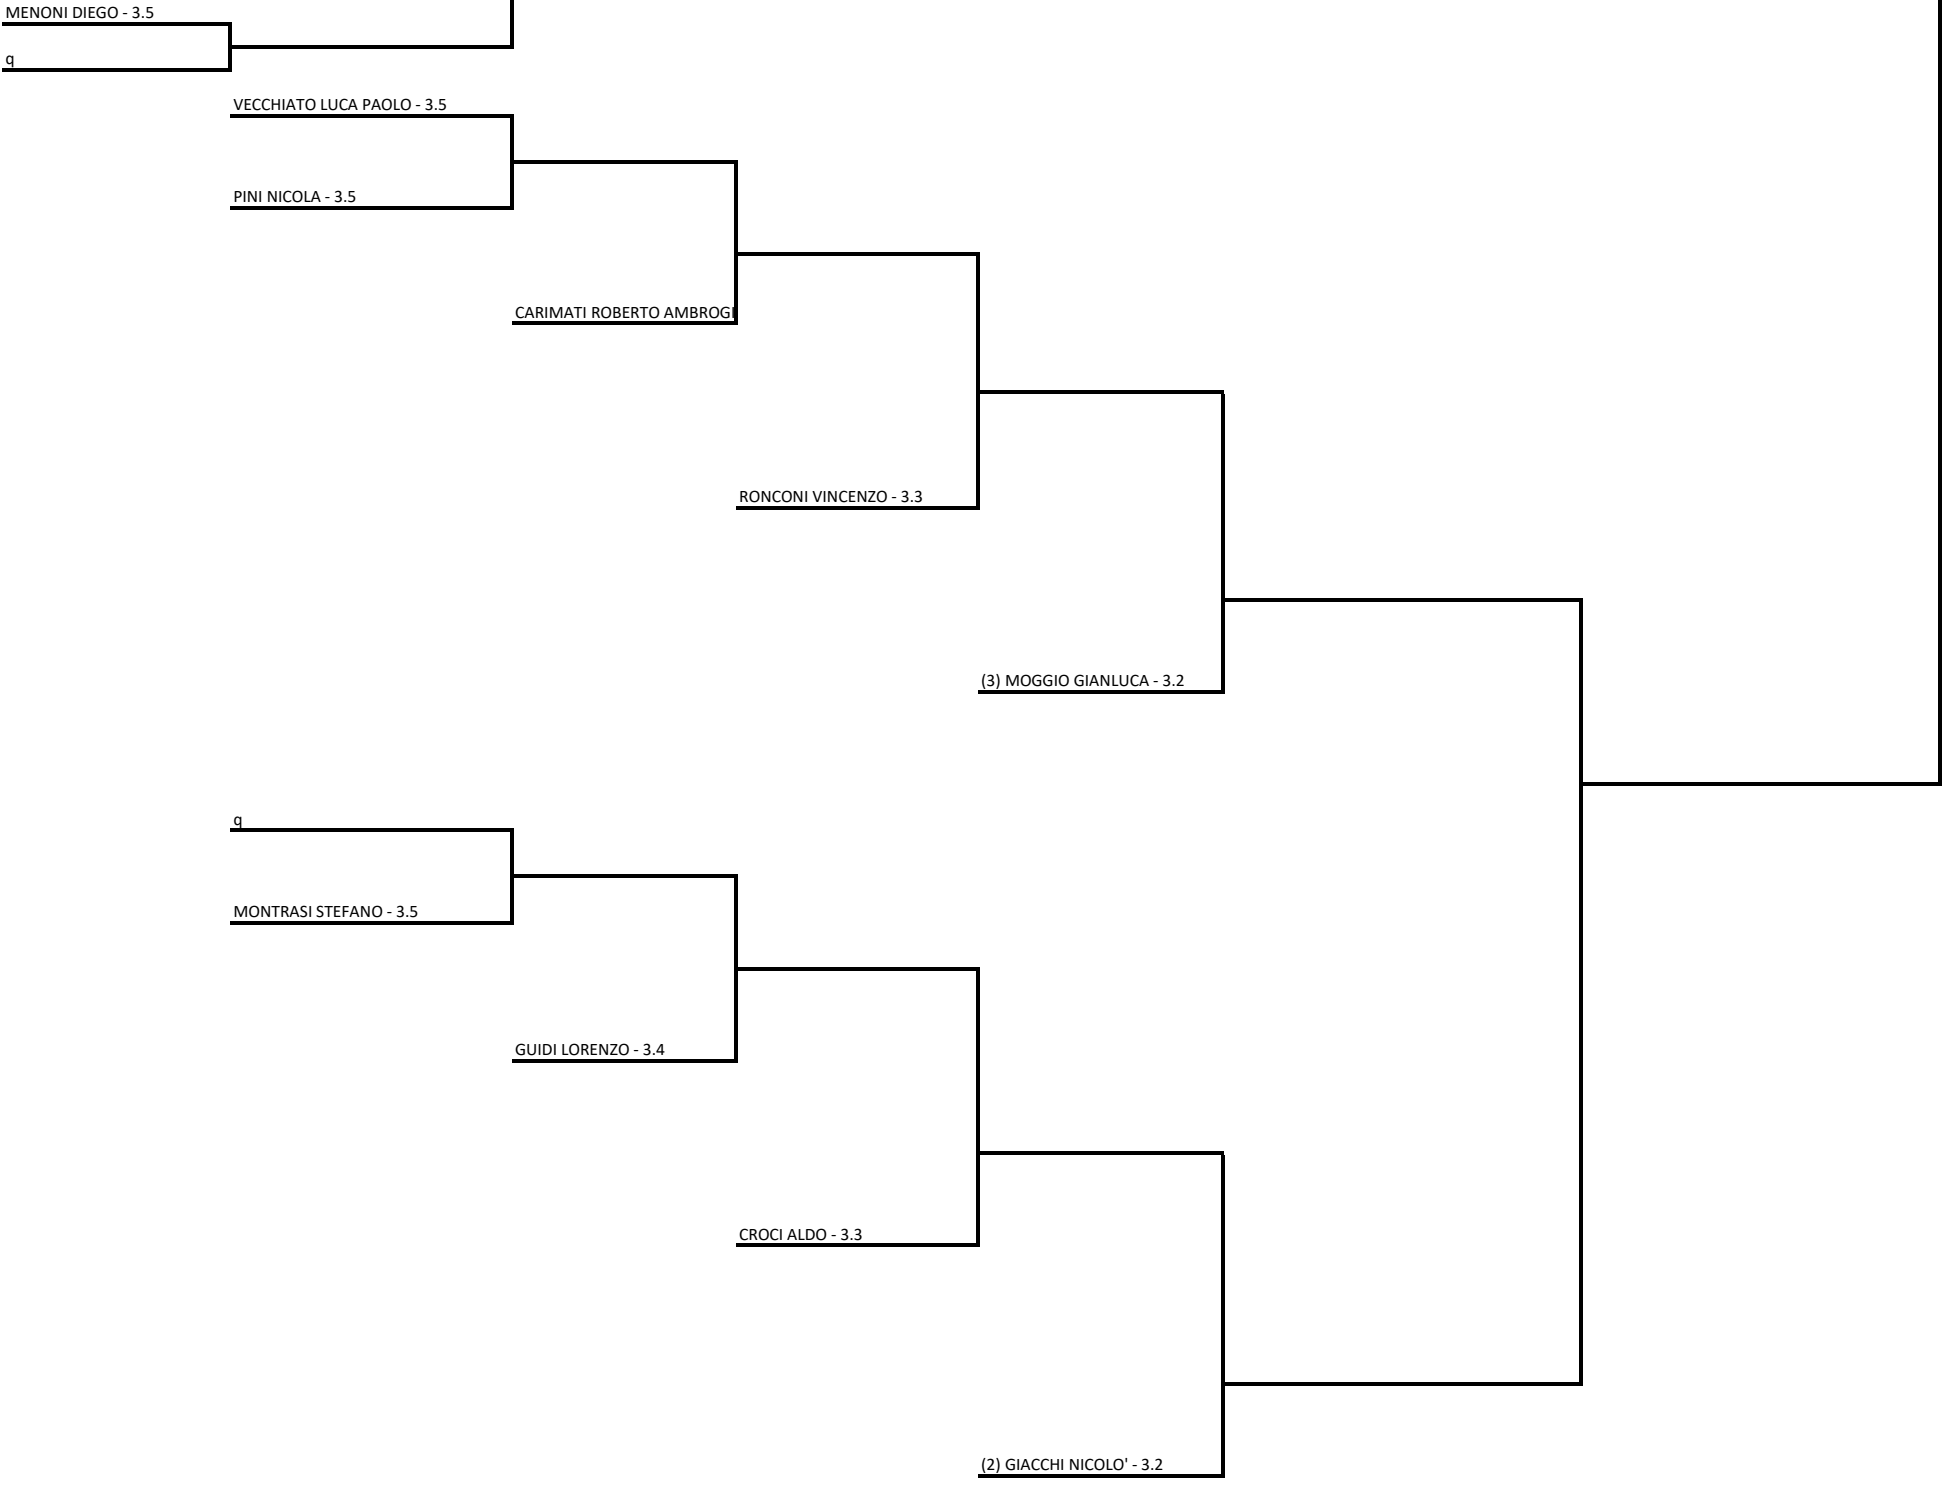 MENONI DIEGO - 3.5
q
VECCHIATO LUCA PAOLO - 3.5
PINI NICOLA - 3.5
CARIMATI ROBERTO AMBROGI
RONCONI VINCENZO - 3.3
(3) MOGGIO GIANLUCA - 3.2
q
MONTRASI STEFANO - 3.5
GUIDI LORENZO - 3.4
CROCI ALDO - 3.3
(2) GIACCHI NICOLO' - 3.2